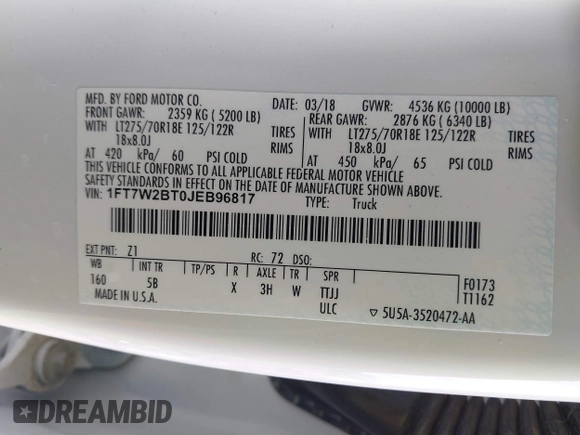 MFD. BY FORD MOTOR CO. DATE: 03/18 GVWR: 4536 KG (10000 LB)
FRONT GAWR: 2359 KG ( 5200 LB) REAR GAWR: 2876 KG ( 6340 LB)
WITH LT275/70R18E 125/122R TIRES WITH LT275/70R18E 125/122R TIRES
18x8.0J RIMS 18x8.0J RIMS
AT 420 kPa/ 60 PSI COLD AT 450 kPa/ 65 PSI COLD
THIS VEHICLE CONFORMS TO ALL APPLICABLE FEDERAL MOTOR VEHICLE
SAFETY STANDARDS IN EFFECT ON THE DATE OF MANUFACTURE SHOWN ABOVE.
VIN: 1FT7W2BT0JEB96817 TYPE: Truck
EXT PNT: Z1 RC: 72 DSO:
WB INT TR TP/PS R AXLE TR SPR F0173
160 5B X 3H W TTJJ T1162
MADE IN U.S.A. ULC 5U5A-3520472-AA
DREAMBID